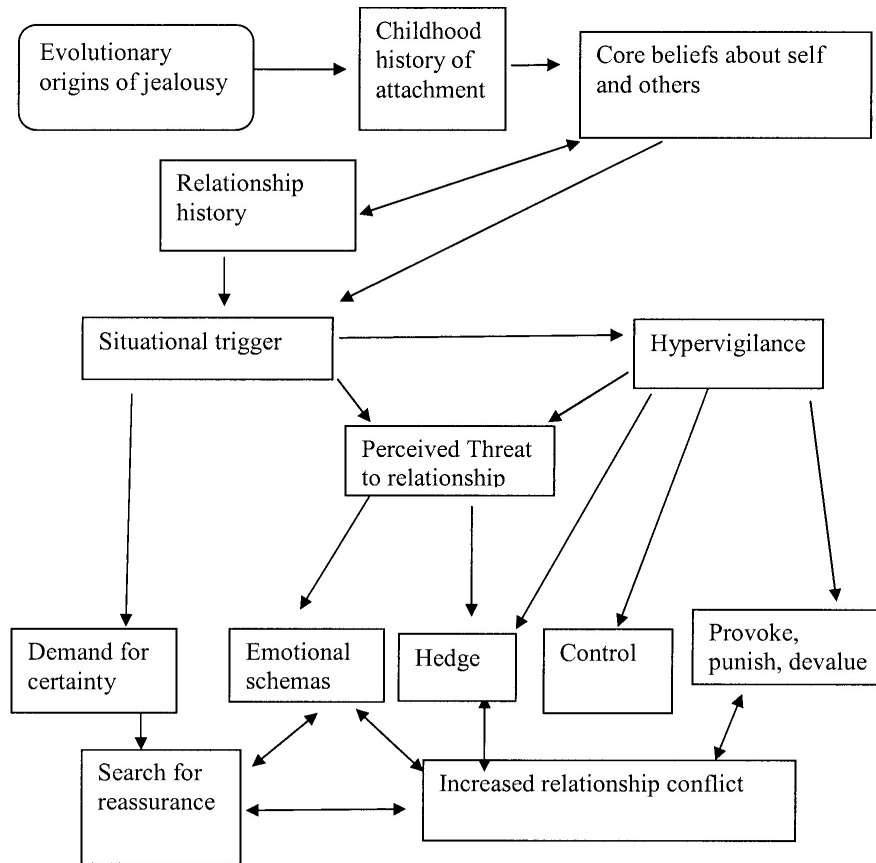 Evolutionary
origins of jealousy
Childhood
history of
attachment
Core beliefs about self
and others
Relationship
history
Situational trigger
Hypervigilance
Perceived Threat
to relationship
Demand for
certainty
Emotional
schemas
Hedge
Control
Provoke,
punish, devalue
Search for
reassurance
Increased relationship conflict